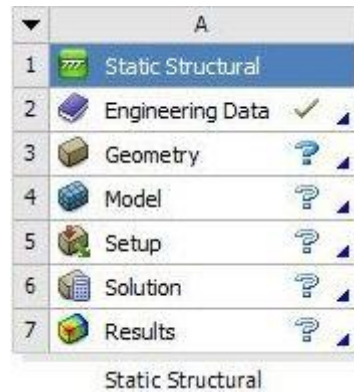 A
1 Static Structural
2 Engineering Data
3 Geometry ?
4 Model ?
5 Setup ?
6 Solution ?
7 Results ?
Static Structural